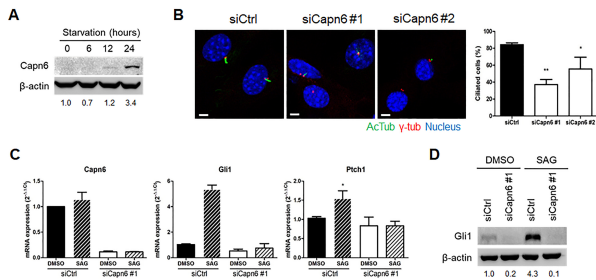 A
Starvation (hours)
0 6 12 24
Capn6
β-actin
1.0 0.7 1.2 3.4
B
siCtrl siCapn6 #1 siCapn6 #2
AcTub γ-tub Nucleus
Ciliated cells (%)
100
80
60
40
20
0
** *
siCtrl siCapn6 #1 siCapn6 #2
C
Capn6
mRNA expression (2^-ΔΔCt)
1.5
1.0
0.5
0.0
DMSO SAG DMSO SAG
siCtrl siCapn6 #1
Gli1
mRNA expression (2^-ΔΔCt)
6
4
2
0
DMSO SAG DMSO SAG
siCtrl siCapn6 #1
Ptch1
mRNA expression (2^-ΔΔCt)
2.0
1.5
1.0
0.5
0.0
*
DMSO SAG DMSO SAG
siCtrl siCapn6 #1
D
DMSO SAG
siCtrl siCapn6 #1 siCtrl siCapn6 #1
Gli1
β-actin
1.0 0.2 4.3 0.1